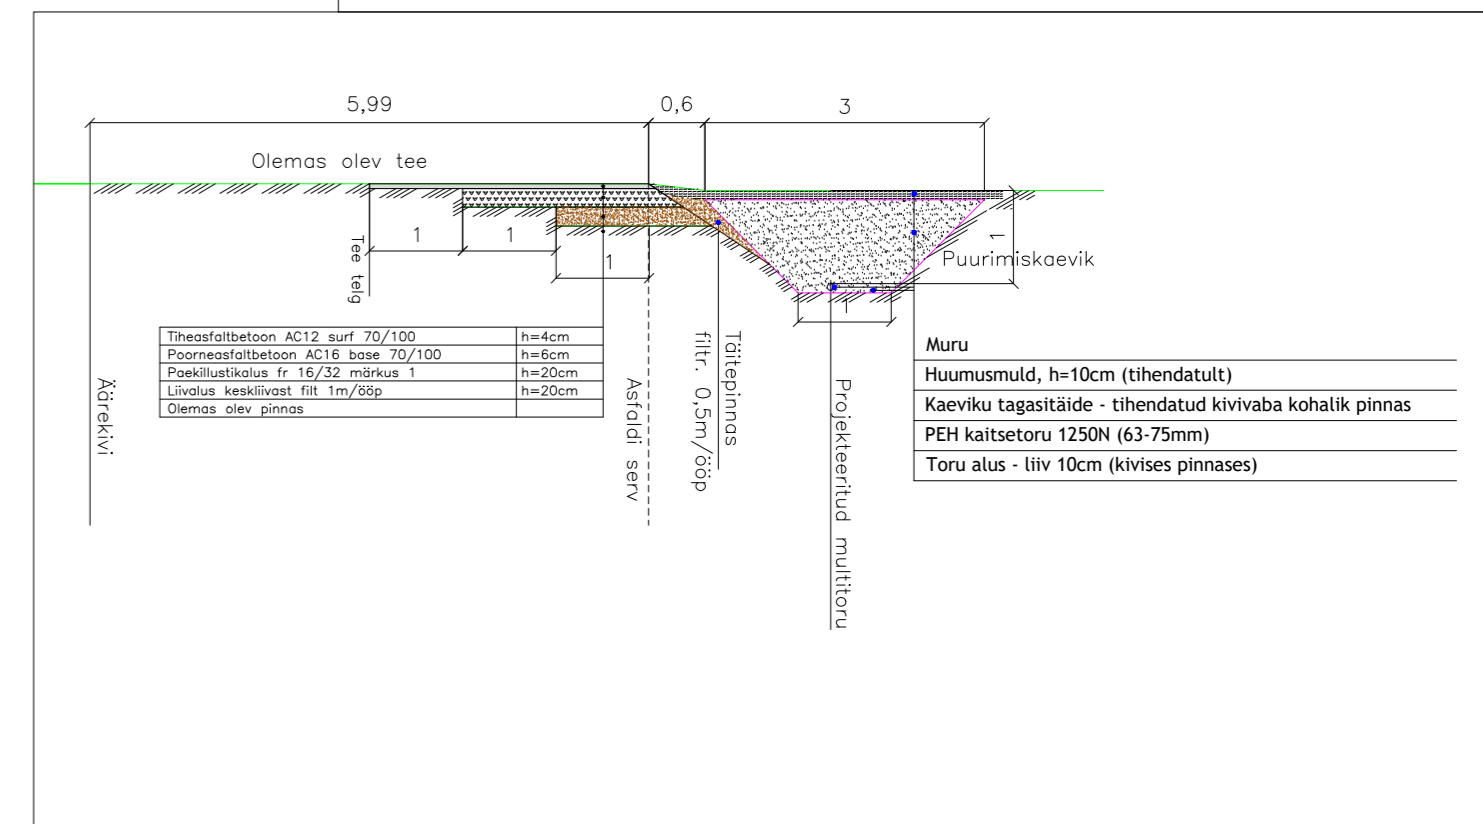 5,99
0,6
3
Olemas olev tee
1
1
1
1
1
Puurimiskaevik
Tee telg
Tiheasfaltbetoon AC12 surf 70/100 h=4cm
Poorneasfaltbetoon AC16 base 70/100 h=6cm
Paekillustikalus fr 16/32 märkus 1 h=20cm
Liivalus keskliivast filt 1m/ööp h=20cm
Olemas olev pinnas
Äärekivi
Asfaldi serv
Täitepinnas
filtr. 0,5m/ööp
Projekteeritud multitoru
Muru
Huumusmuld, h=10cm (tihendatult)
Kaeviku tagasitäide - tihendatud kivivaba kohalik pinnas
PEH kaitsetoru 1250N (63-75mm)
Toru alus - liiv 10cm (kivises pinnases)